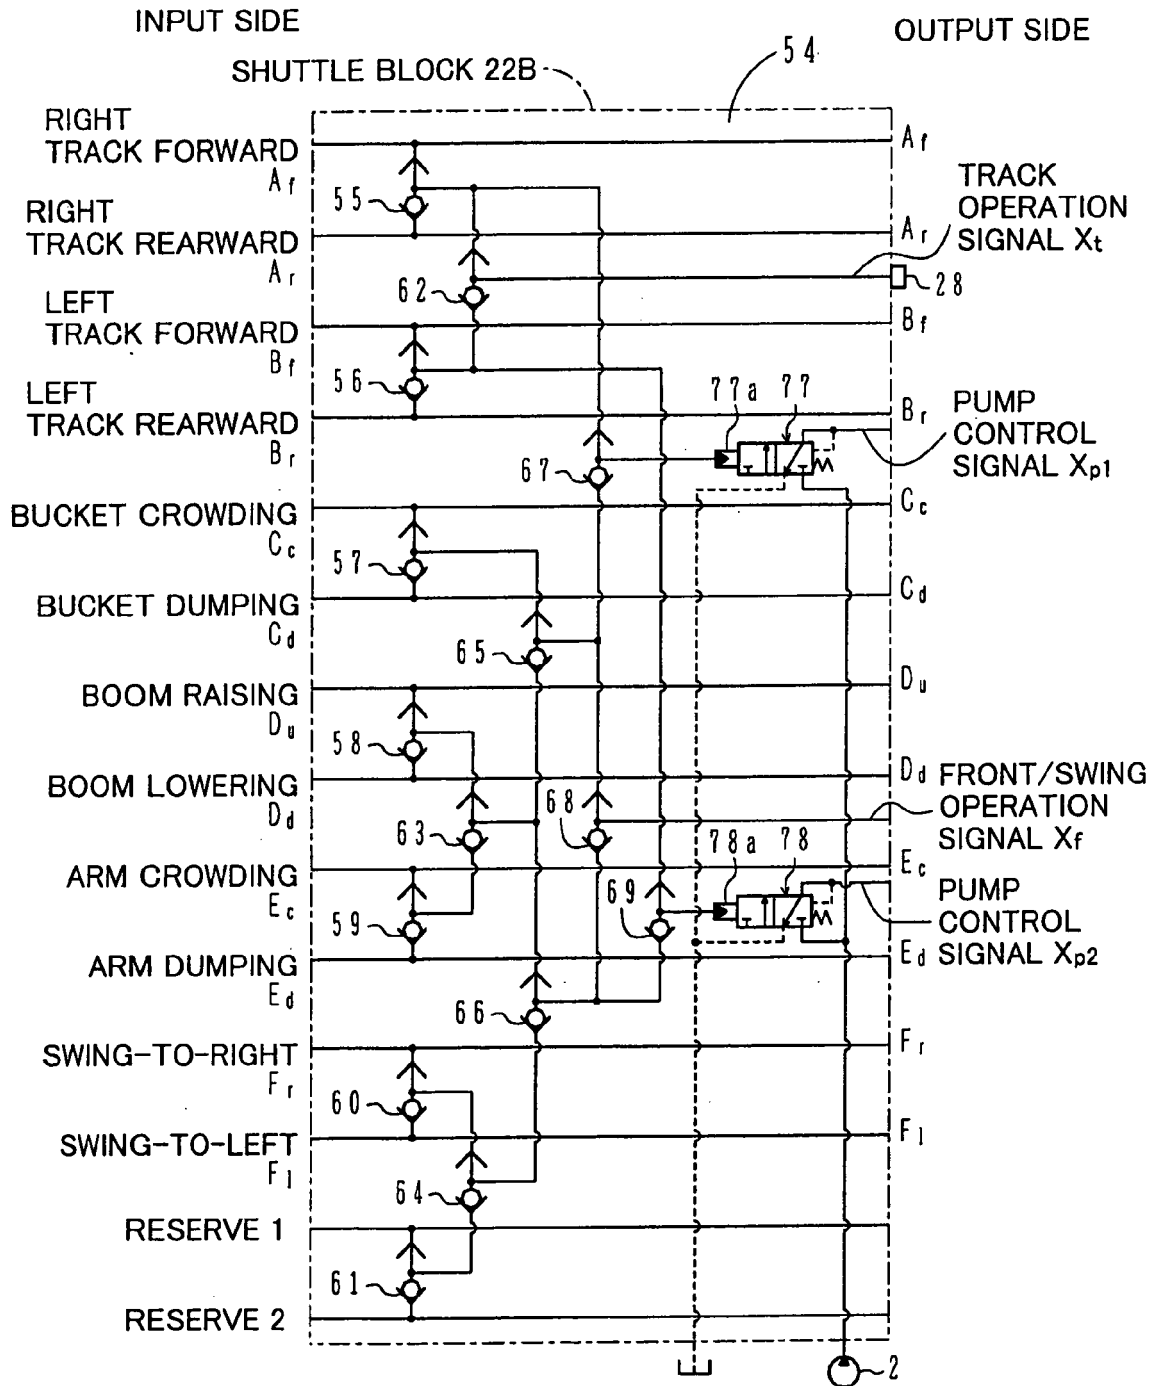 INPUT SIDE
OUTPUT SIDE
54
SHUTTLE BLOCK 22B
RIGHT
TRACK FORWARD
Af
Af
55
RIGHT
TRACK REARWARD
Ar
Ar
TRACK
OPERATION
SIGNAL Xt
62
28
LEFT
TRACK FORWARD
Bf
Bf
56
LEFT
TRACK REARWARD
Br
Br
77a
77
PUMP
CONTROL
SIGNAL Xp1
67
BUCKET CROWDING
Cc
Cc
57
BUCKET DUMPING
Cd
Cd
65
BOOM RAISING
Du
Du
58
BOOM LOWERING
Dd
Dd
FRONT/SWING
OPERATION
SIGNAL Xf
63
68
78a
78
ARM CROWDING
Ec
Ec
69
PUMP
CONTROL
SIGNAL Xp2
59
ARM DUMPING
Ed
Ed
66
SWING-TO-RIGHT
Fr
Fr
60
SWING-TO-LEFT
Fl
Fl
64
RESERVE 1
61
RESERVE 2
2